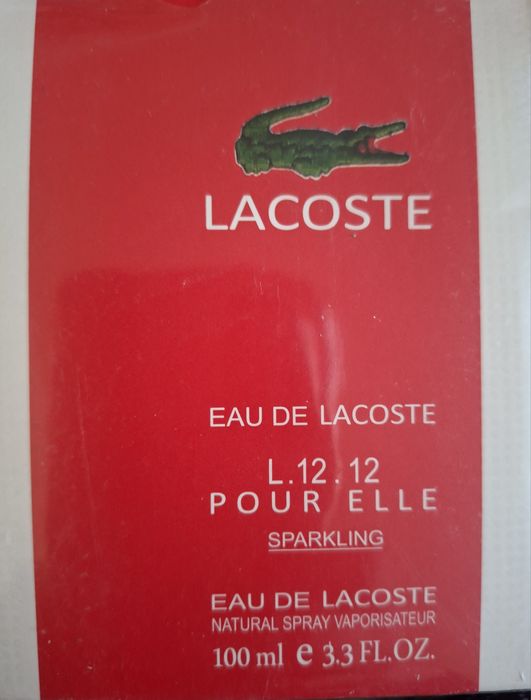 LACOSTE
EAU DE LACOSTE
L.12.12
POUR ELLE
SPARKLING
EAU DE LACOSTE
NATURAL SPRAY VAPORISATEUR
100 ml e 3.3 FL.OZ.